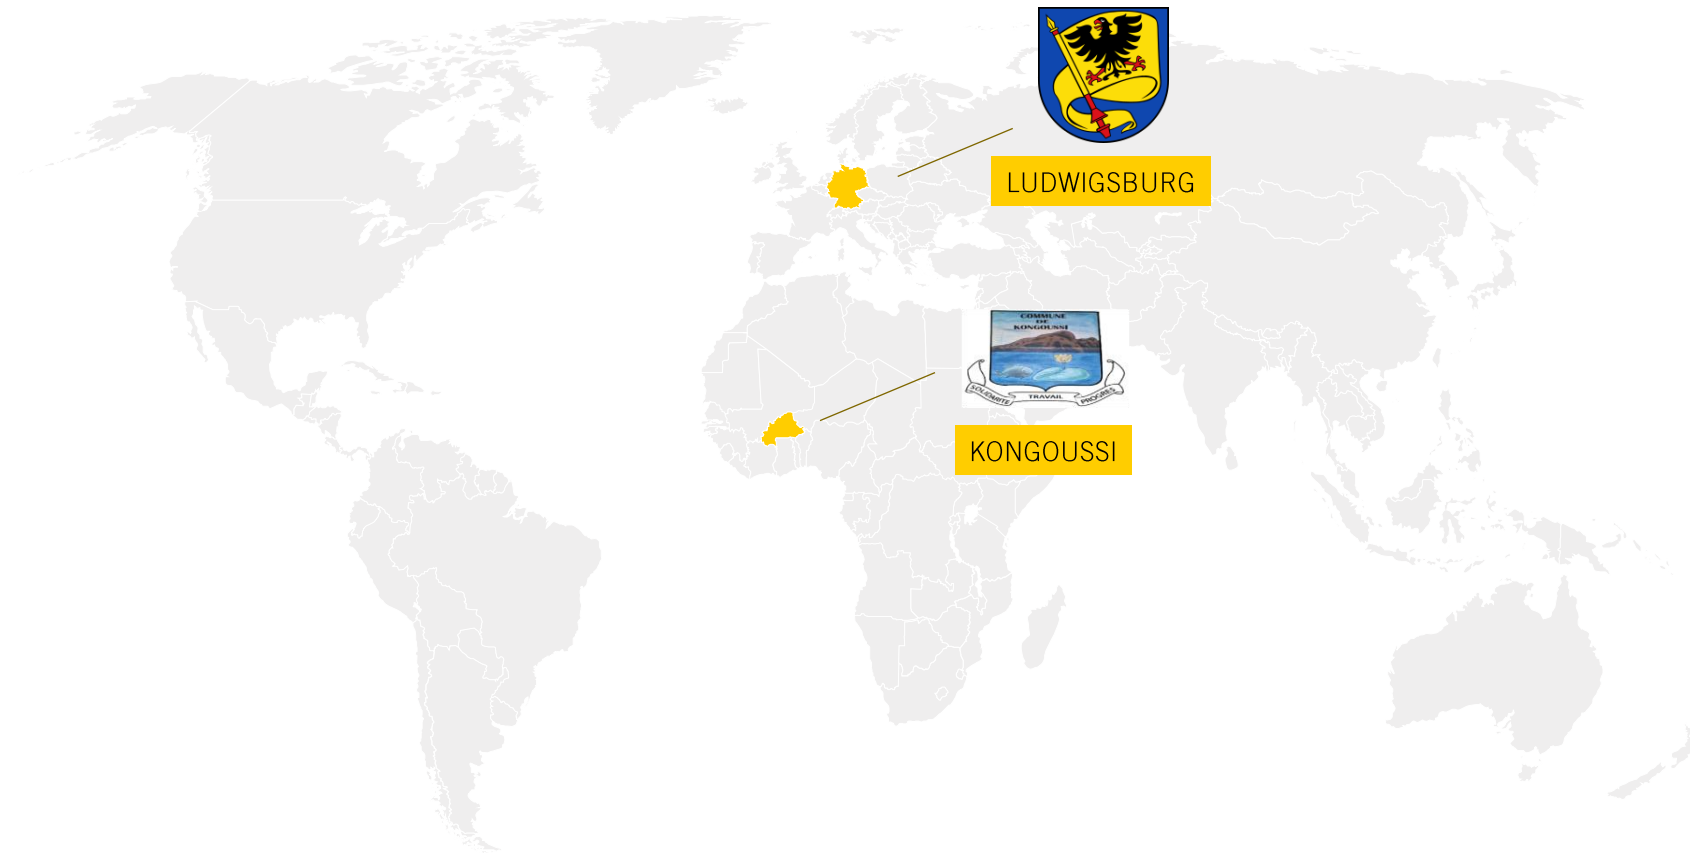 LUDWIGSBURG
COMMUNE
DE
KONGOUSSI
SOLIDARITE
TRAVAIL
PROGRES
KONGOUSSI